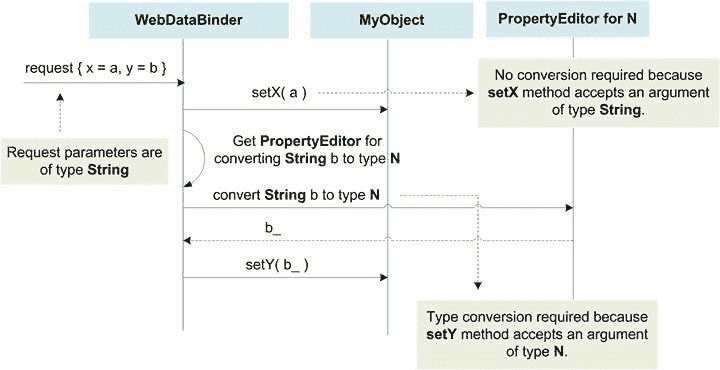 WebDataBinder
MyObject
PropertyEditor for N
request { x = a, y = b }
setX( a )
No conversion required because
setX method accepts an argument
of type String.
Request parameters are
of type String
Get PropertyEditor for
converting String b to type N
convert String b to type N
b_
setY( b_ )
Type conversion required because
setY method accepts an argument
of type N.